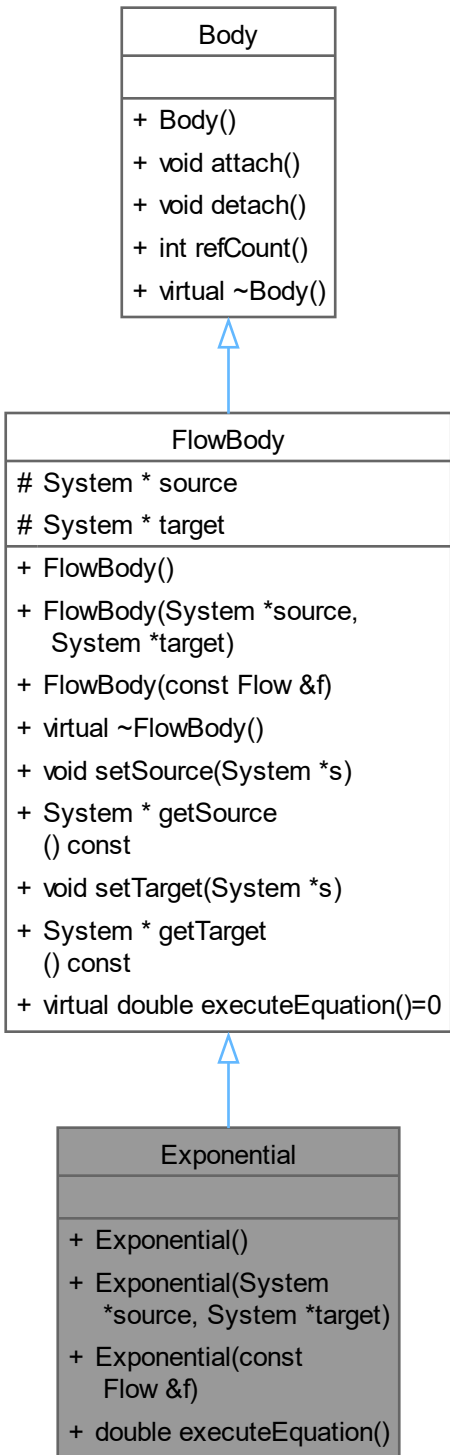 Body
+ Body()
+ void attach()
+ void detach()
+ int refCount()
+ virtual ~Body()
FlowBody
# System * source
# System * target
+ FlowBody()
+ FlowBody(System *source,
System *target)
+ FlowBody(const Flow &f)
+ virtual ~FlowBody()
+ void setSource(System *s)
+ System * getSource
() const
+ void setTarget(System *s)
+ System * getTarget
() const
+ virtual double executeEquation()=0
Exponential
+ Exponential()
+ Exponential(System
*source, System *target)
+ Exponential(const
Flow &f)
+ double executeEquation()